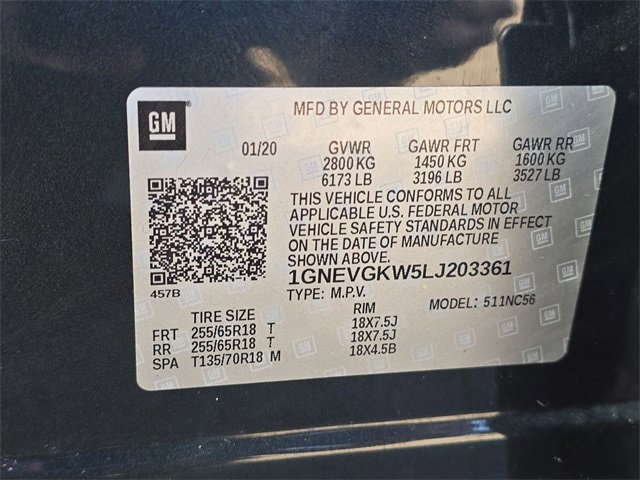 GM
MFD BY GENERAL MOTORS LLC
01/20 GVWR GAWR FRT GAWR RR
2800 KG 1450 KG 1600 KG
6173 LB 3196 LB 3527 LB
THIS VEHICLE CONFORMS TO ALL
APPLICABLE U.S. FEDERAL MOTOR
VEHICLE SAFETY STANDARDS IN EFFECT
ON THE DATE OF MANUFACTURE
SHOWN ABOVE.
1GNEVGKW5LJ203361
457B
TYPE: M.P.V. MODEL: 511NC56
TIRE SIZE RIM
FRT 255/65R18 T 18X7.5J
RR 255/65R18 T 18X7.5J
SPA T135/70R18 M 18X4.5B